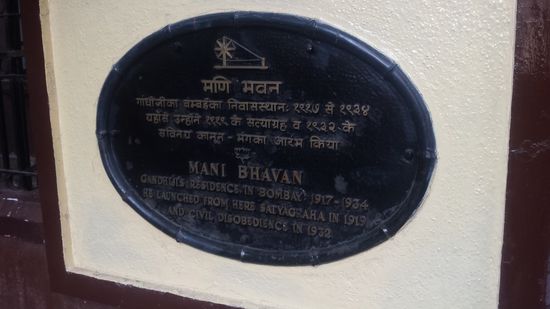 मणि भवन
गांधीजीका बम्बईका निवासस्थान: १९१७ से १९३४
यहाँसे उन्होंने १९१९ के सत्याग्रह व १९३२ के
सविनय कानून - भंगका आरंभ किया
MANI BHAVAN
GANDHIJI'S RESIDENCE IN BOMBAY 1917-1934
HE LAUNCHED FROM HERE SATYAGRAHA IN 1919
AND CIVIL DISOBEDIENCE IN 1932